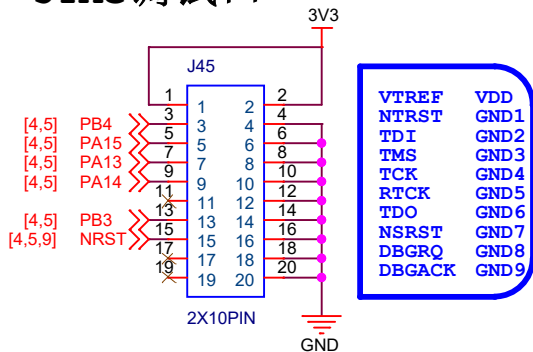 3V3
J45
1 1 2 2
[4,5] PB4 3 3 4 4
[4,5] PA15 5 5 6 6
[4,5] PA13 7 7 8 8
[4,5] PA14 9 9 10 10
11 11 12 12
[4,5] PB3 13 13 14 14
[4,5,9] NRST 15 15 16 16
17 17 18 18
19 19 20 20
2X10PIN
GND
VTREF VDD
NTRST GND1
TDI GND2
TMS GND3
TCK GND4
RTCK GND5
TDO GND6
NSRST GND7
DBGRQ GND8
DBGACK GND9